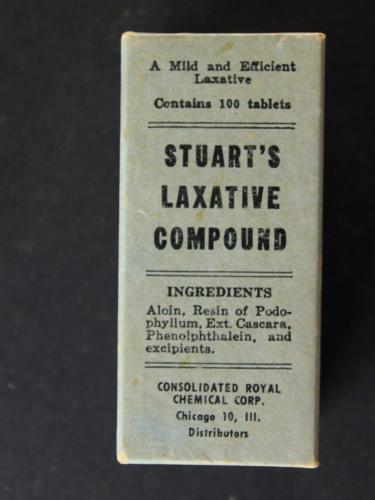 A Mild and Efficient
Laxative
Contains 100 tablets
STUART'S
LAXATIVE
COMPOUND
INGREDIENTS
Aloin, Resin of Podo-
phyllum, Ext. Cascara,
Phenolphthalein, and
excipients.
CONSOLIDATED ROYAL
CHEMICAL CORP.
Chicago 10, Ill.
Distributors